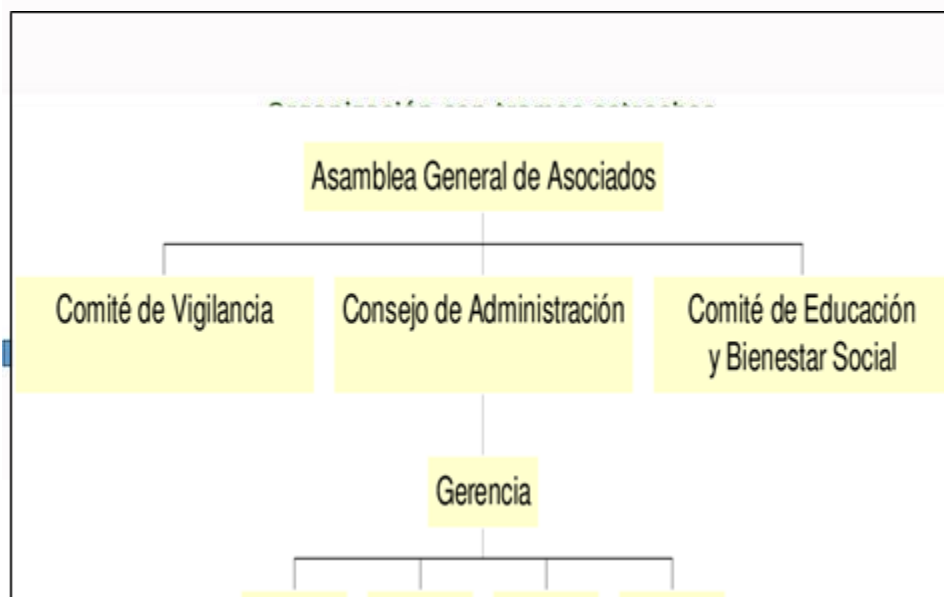 Asamblea General de Asociados
Comité de Vigilancia
Consejo de Administración
Comité de Educación
y Bienestar Social
Gerencia